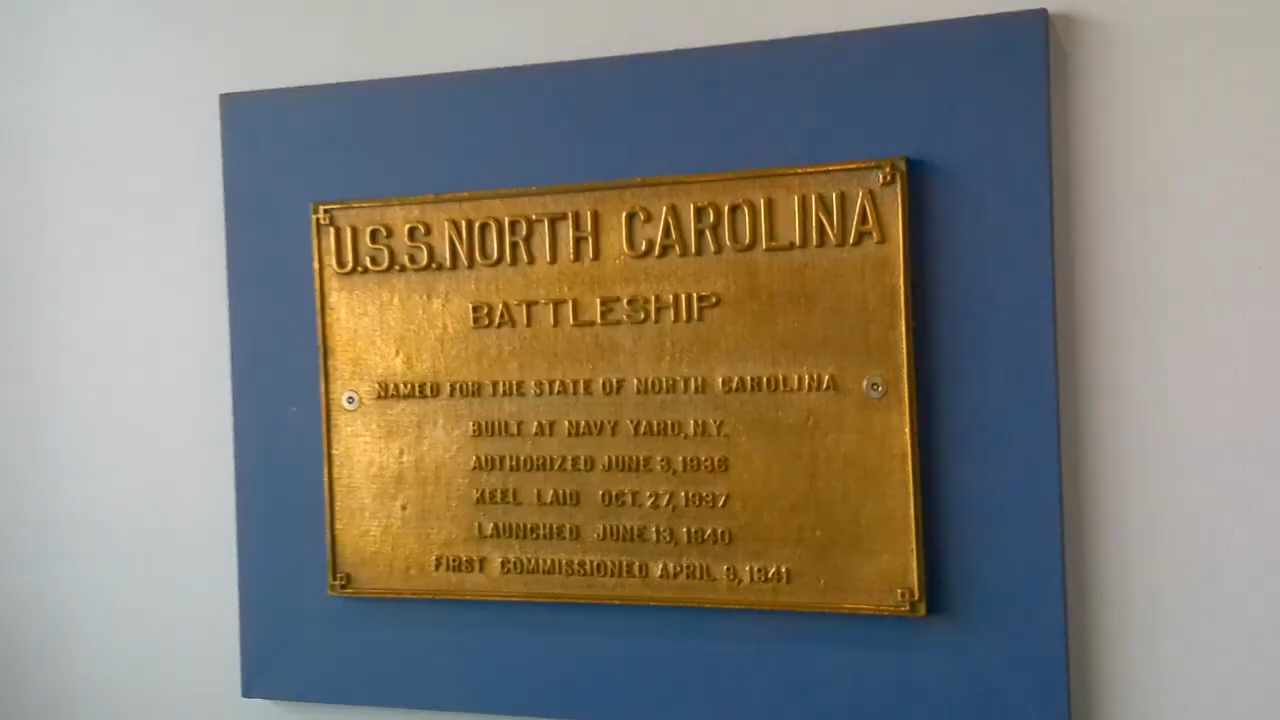 U.S.S. NORTH CAROLINA
BATTLESHIP
NAMED FOR THE STATE OF NORTH CAROLINA
BUILT AT NAVY YARD, N.Y.
AUTHORIZED JUNE 3, 1936
KEEL LAID OCT. 27, 1937
LAUNCHED JUNE 13, 1940
FIRST COMMISSIONED APRIL 9, 1941